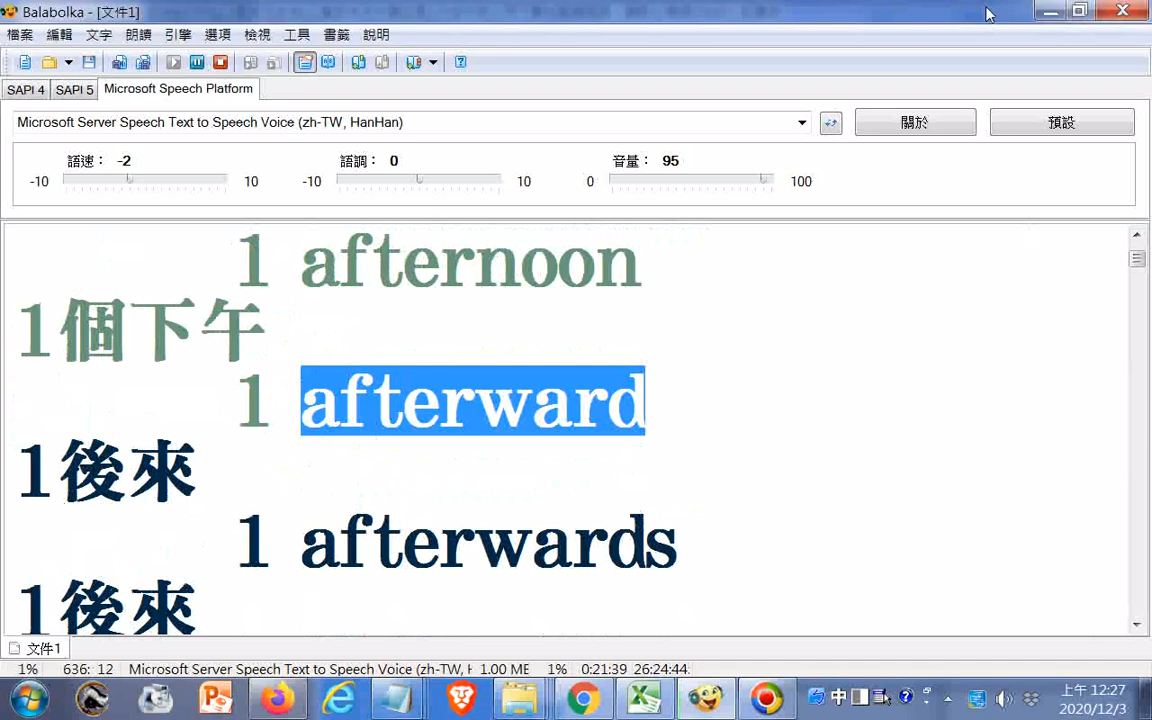 Balabolka - [文件1]
檔案 編輯 文字 朗讀 引擎 選項 檢視 工具 書籤 說明
SAPI 4 SAPI 5 Microsoft Speech Platform
Microsoft Server Speech Text to Speech Voice (zh-TW, HanHan) 關於 預設
語速： -2 語調： 0 音量： 95
-10 10 -10 10 0 100
1 afternoon
1個下午
1 afterward
1後來
1 afterwards
1後來
文件1
1% 636: 12 Microsoft Server Speech Text to Speech Voice (zh-TW, 1.00 ME 1% 0:21:39 26:24:44
中 上午 12:27
2020/12/3